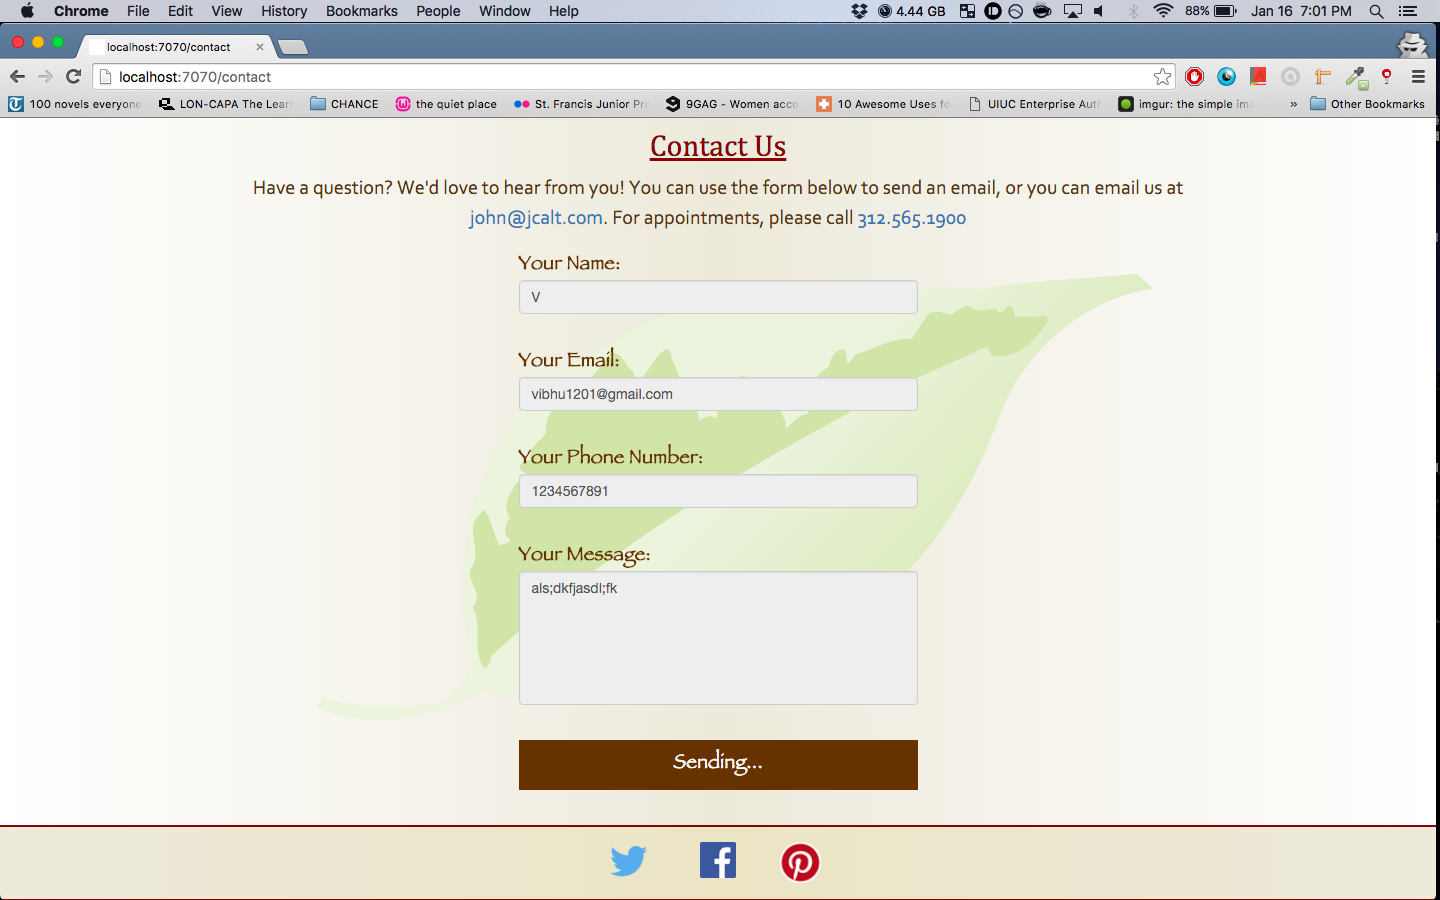 Chrome File Edit View History Bookmarks People Window Help 4.44 GB 88% Jan 16 7:01 PM
localhost:7070/contact
localhost:7070/contact
100 novels everyone LON-CAPA The Lear CHANCE the quiet place St. Francis Junior Pr 9GAG - Women acco 10 Awesome Uses fo UIUC Enterprise Aut imgur: the simple im » Other Bookmarks
Contact Us
Have a question? We'd love to hear from you! You can use the form below to send an email, or you can email us at
john@jcalt.com. For appointments, please call 312.565.1900
Your Name:
V
Your Email:
vibhu1201@gmail.com
Your Phone Number:
1234567891
Your Message:
als;dkfjasdl;fk
Sending...